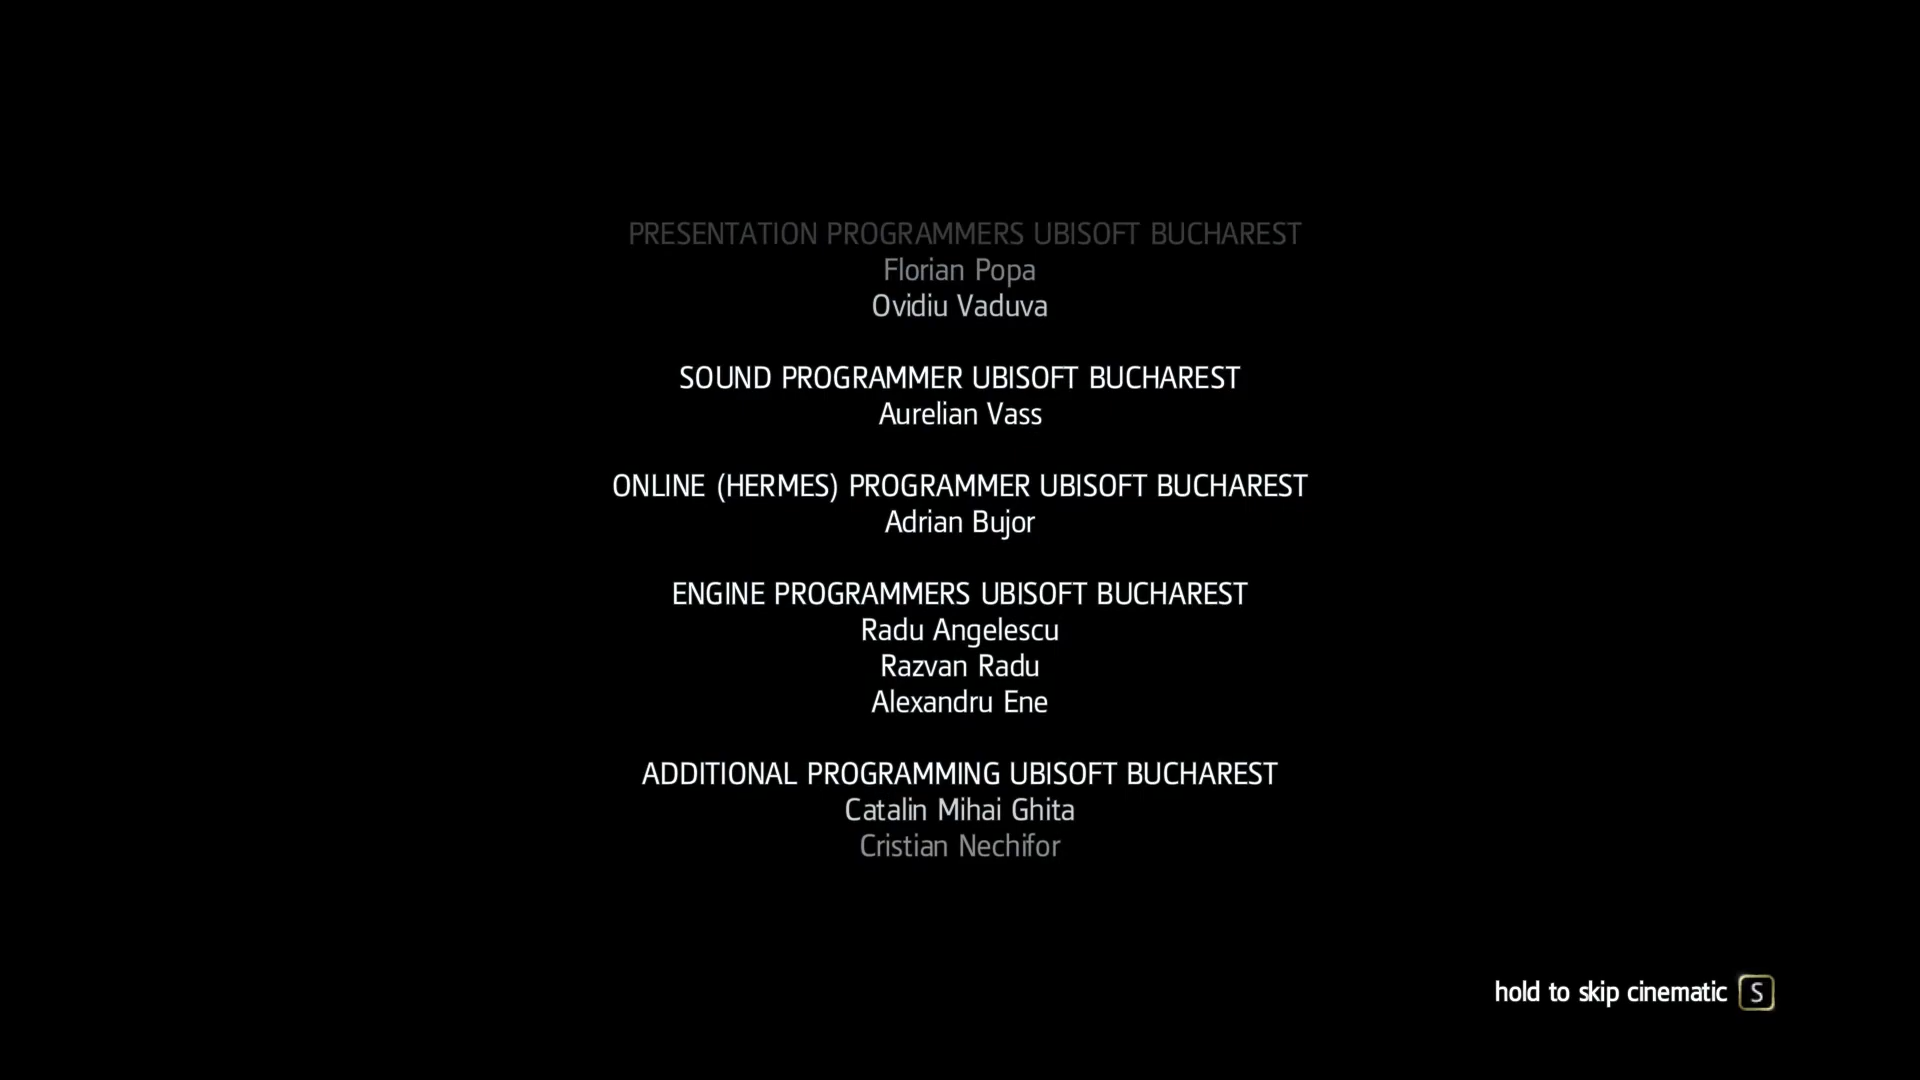 PRESENTATION PROGRAMMERS UBISOFT BUCHAREST
Florian Popa
Ovidiu Vaduva
SOUND PROGRAMMER UBISOFT BUCHAREST
Aurelian Vass
ONLINE (HERMES) PROGRAMMER UBISOFT BUCHAREST
Adrian Bujor
ENGINE PROGRAMMERS UBISOFT BUCHAREST
Radu Angelescu
Razvan Radu
Alexandru Ene
ADDITIONAL PROGRAMMING UBISOFT BUCHAREST
Catalin Mihai Ghita
Cristian Nechifor
hold to skip cinematic S